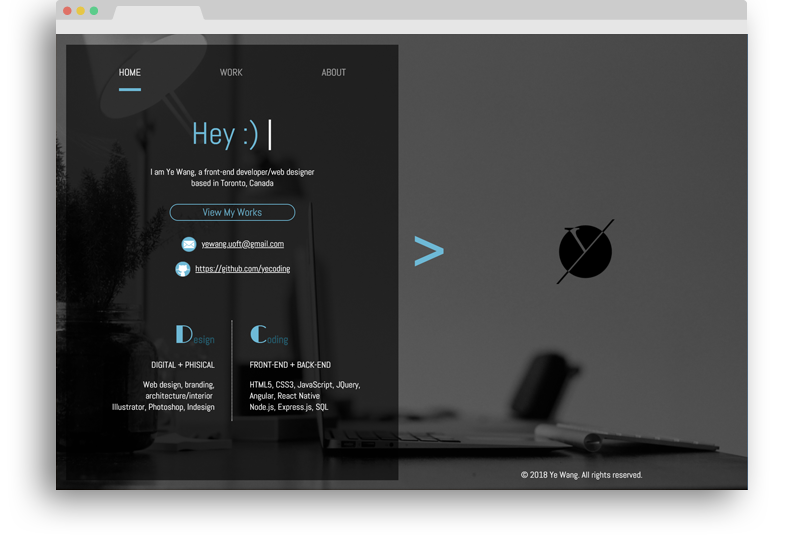 HOME WORK ABOUT
Hey :) |
I am Ye Wang, a front-end developer/web designer
based in Toronto, Canada
View My Works
yewang.uoft@gmail.com
https://github.com/yecoding
Design
DIGITAL + PHISICAL
Web design, branding,
architecture/interior
Illustrator, Photoshop, Indesign
Coding
FRONT-END + BACK-END
HTML5, CSS3, JavaScript, JQuery,
Angular, React Native
Node.js, Express.js, SQL
>
Y
© 2018 Ye Wang. All rights reserved.